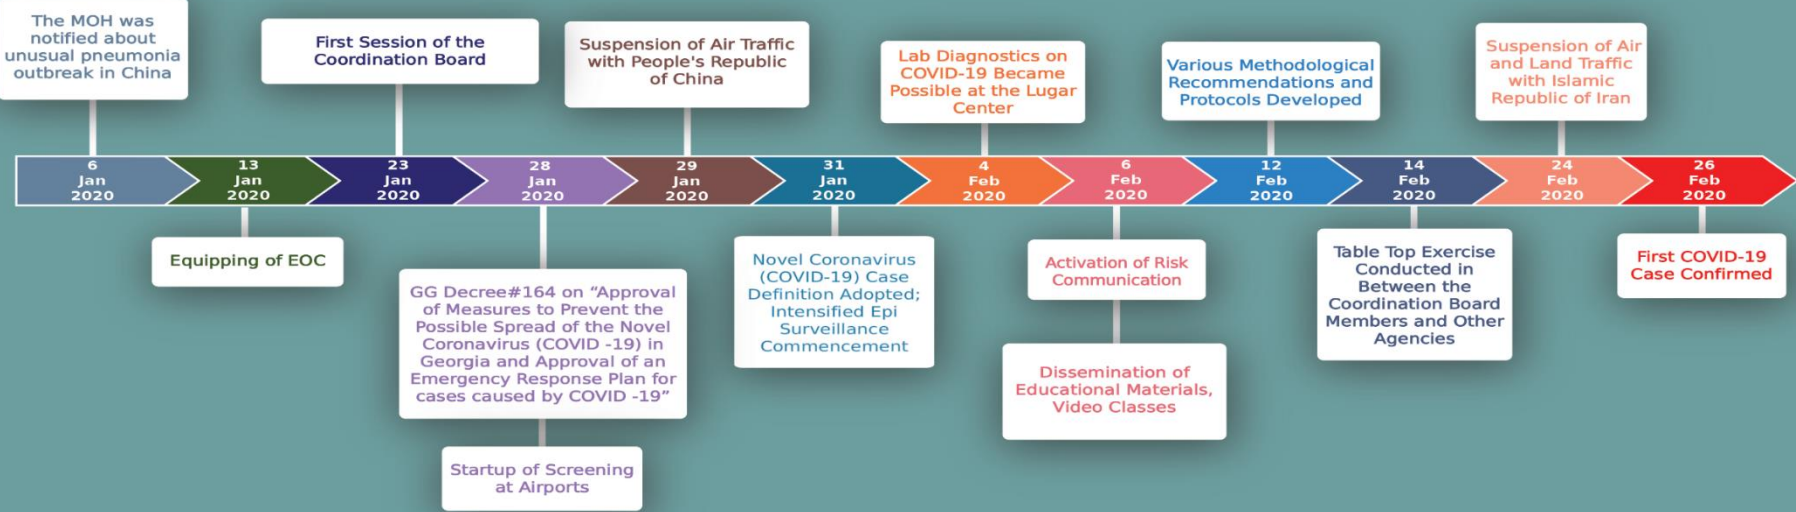 The MOH was
notified about
unusual pneumonia
outbreak in China
First Session of the
Coordination Board
Suspension of Air Traffic
with People's Republic
of China
Lab Diagnostics on
COVID-19 Became
Possible at the Lugar
Center
Various Methodological
Recommendations and
Protocols Developed
Suspension of Air
and Land Traffic
with Islamic
Republic of Iran
6
Jan
2020
13
Jan
2020
23
Jan
2020
28
Jan
2020
29
Jan
2020
31
Jan
2020
4
Feb
2020
6
Feb
2020
12
Feb
2020
14
Feb
2020
24
Feb
2020
26
Feb
2020
Equipping of EOC
GG Decree#164 on “Approval
of Measures to Prevent the
Possible Spread of the Novel
Coronavirus (COVID -19) in
Georgia and Approval of an
Emergency Response Plan for
cases caused by COVID -19”
Startup of Screening
at Airports
Novel Coronavirus
(COVID-19) Case
Definition Adopted;
Intensified Epi
Surveillance
Commencement
Activation of Risk
Communication
Dissemination of
Educational Materials,
Video Classes
Table Top Exercise
Conducted in
Between the
Coordination Board
Members and Other
Agencies
First COVID-19
Case Confirmed